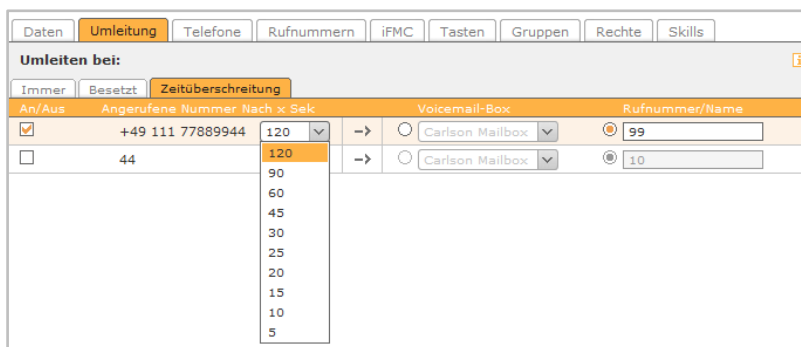 Daten Umleitung Telefone Rufnummern iFMC Tasten Gruppen Rechte Skills
Umleiten bei:
Immer Besetzt Zeitüberschreitung
An/Aus Angerufene Nummer Nach x Sek Voicemail-Box Rufnummer/Name
+49 111 77889944 120 -> Carlson Mailbox 99
44 -> Carlson Mailbox 10
120
90
60
45
30
25
20
15
10
5